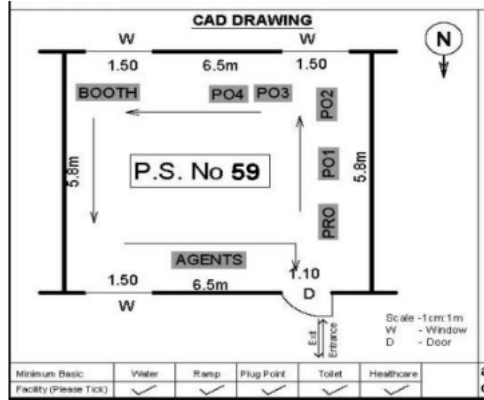 CAD DRAWING
W W N
1.50 6.5m 1.50
BOOTH PO4 PO3 PO2
5.8m P.S. No 59 PO1 5.8m
PRO
AGENTS
1.50 6.5m 1.10
W D
Exit Entrance
Scale -1cm:1m
W - Window
D - Door
Minimum Basic Water Ramp Plug Point Toilet Healthcare
Facility (Please Tick)